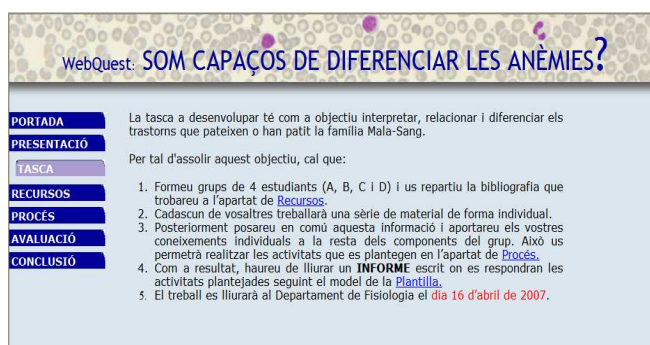 WebQuest: SOM CAPAÇOS DE DIFERENCIAR LES ANÈMIES?
PORTADA
PRESENTACIÓ
TASCA
RECURSOS
PROCÉS
AVALUACIÓ
CONCLUSIÓ
La tasca a desenvolupar té com a objectiu interpretar, relacionar i diferenciar els
trastorns que pateixen o han patit la família Mala-Sang.
Per tal d'assolir aquest objectiu, cal que:
1. Formeu grups de 4 estudiants (A, B, C i D) i us repartiu la bibliografia que
trobareu a l'apartat de Recursos.
2. Cadascun de vosaltres treballarà una sèrie de material de forma individual.
3. Posteriorment posareu en comú aquesta informació i aportareu els vostres
coneixements individuals a la resta dels components del grup. Això us
permetrà realitzar les activitats que es plantegen en l'apartat de Procés.
4. Com a resultat, haureu de lliurar un INFORME escrit on es respondran les
activitats plantejades seguint el model de la Plantilla.
5. El treball es lliurarà al Departament de Fisiologia el dia 16 d'abril de 2007.